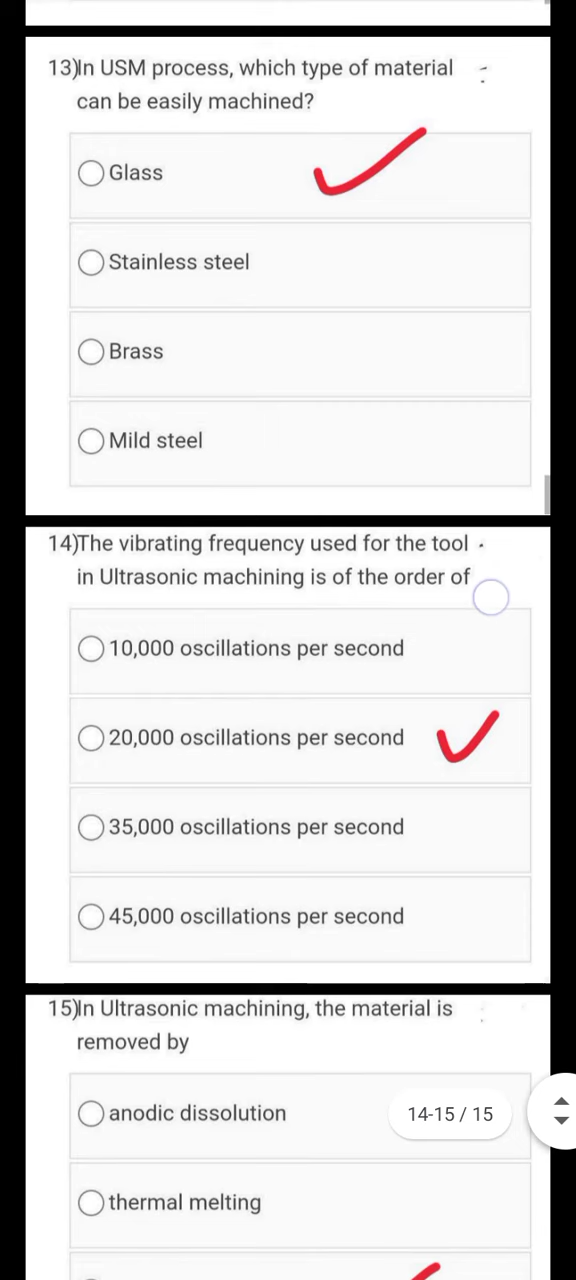 13)In USM process, which type of material
can be easily machined?
Glass
Stainless steel
Brass
Mild steel
14)The vibrating frequency used for the tool
in Ultrasonic machining is of the order of
10,000 oscillations per second
20,000 oscillations per second
35,000 oscillations per second
45,000 oscillations per second
15)In Ultrasonic machining, the material is
removed by
anodic dissolution
14-15 / 15
thermal melting